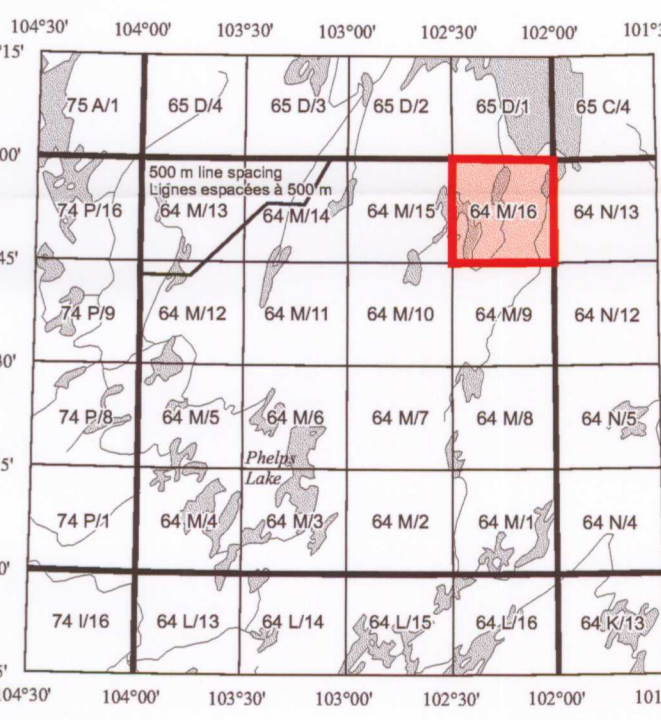 104°30' 104°00' 103°30' 103°00' 102°30' 102°00' 101°3
15'
75 A/1 65 D/4 65 D/3 65 D/2 65 D/1 65 C/4
00'
500 m line spacing
Lignes espacées à 500 m
74 P/16 64 M/13 64 M/14 64 M/15 64 M/16 64 N/13
45'
74 P/9 64 M/12 64 M/11 64 M/10 64 M/9 64 N/12
30'
74 P/8 64 M/5 64 M/6 64 M/7 64 M/8 64 N/5
5'
Phelps
Lake
74 P/1 64 M/4 64 M/3 64 M/2 64 M/1 64 N/4
0'
74 I/16 64 L/13 64 L/14 64 L/15 64 L/16 64 K/13
5'
104°30' 104°00' 103°30' 103°00' 102°30' 102°00' 101